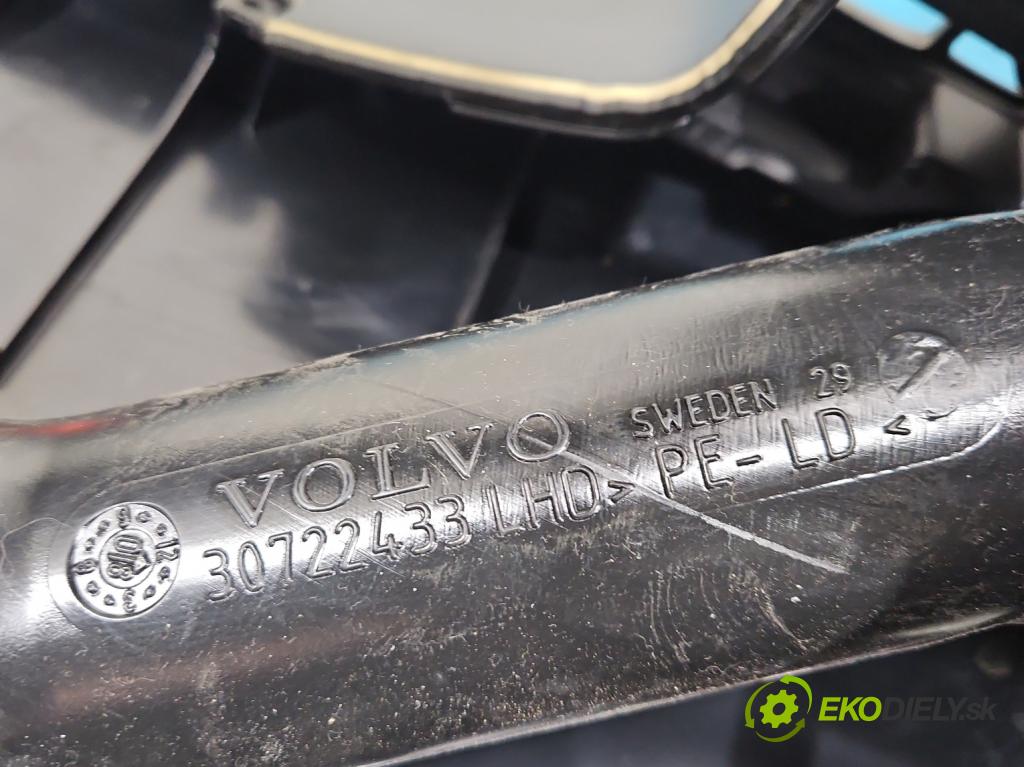 VOLVO SWEDEN 29
30722433 LHD >PE-LD<
EKODIELY.sk